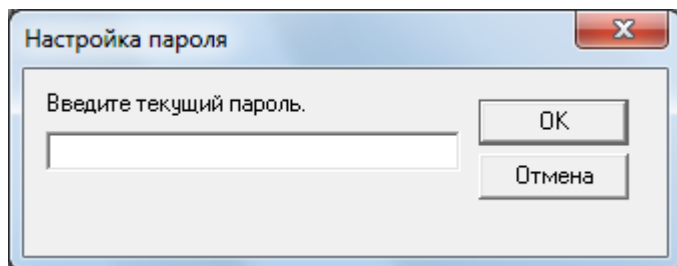 Настройка пароля
Введите текущий пароль.
OK
Отмена